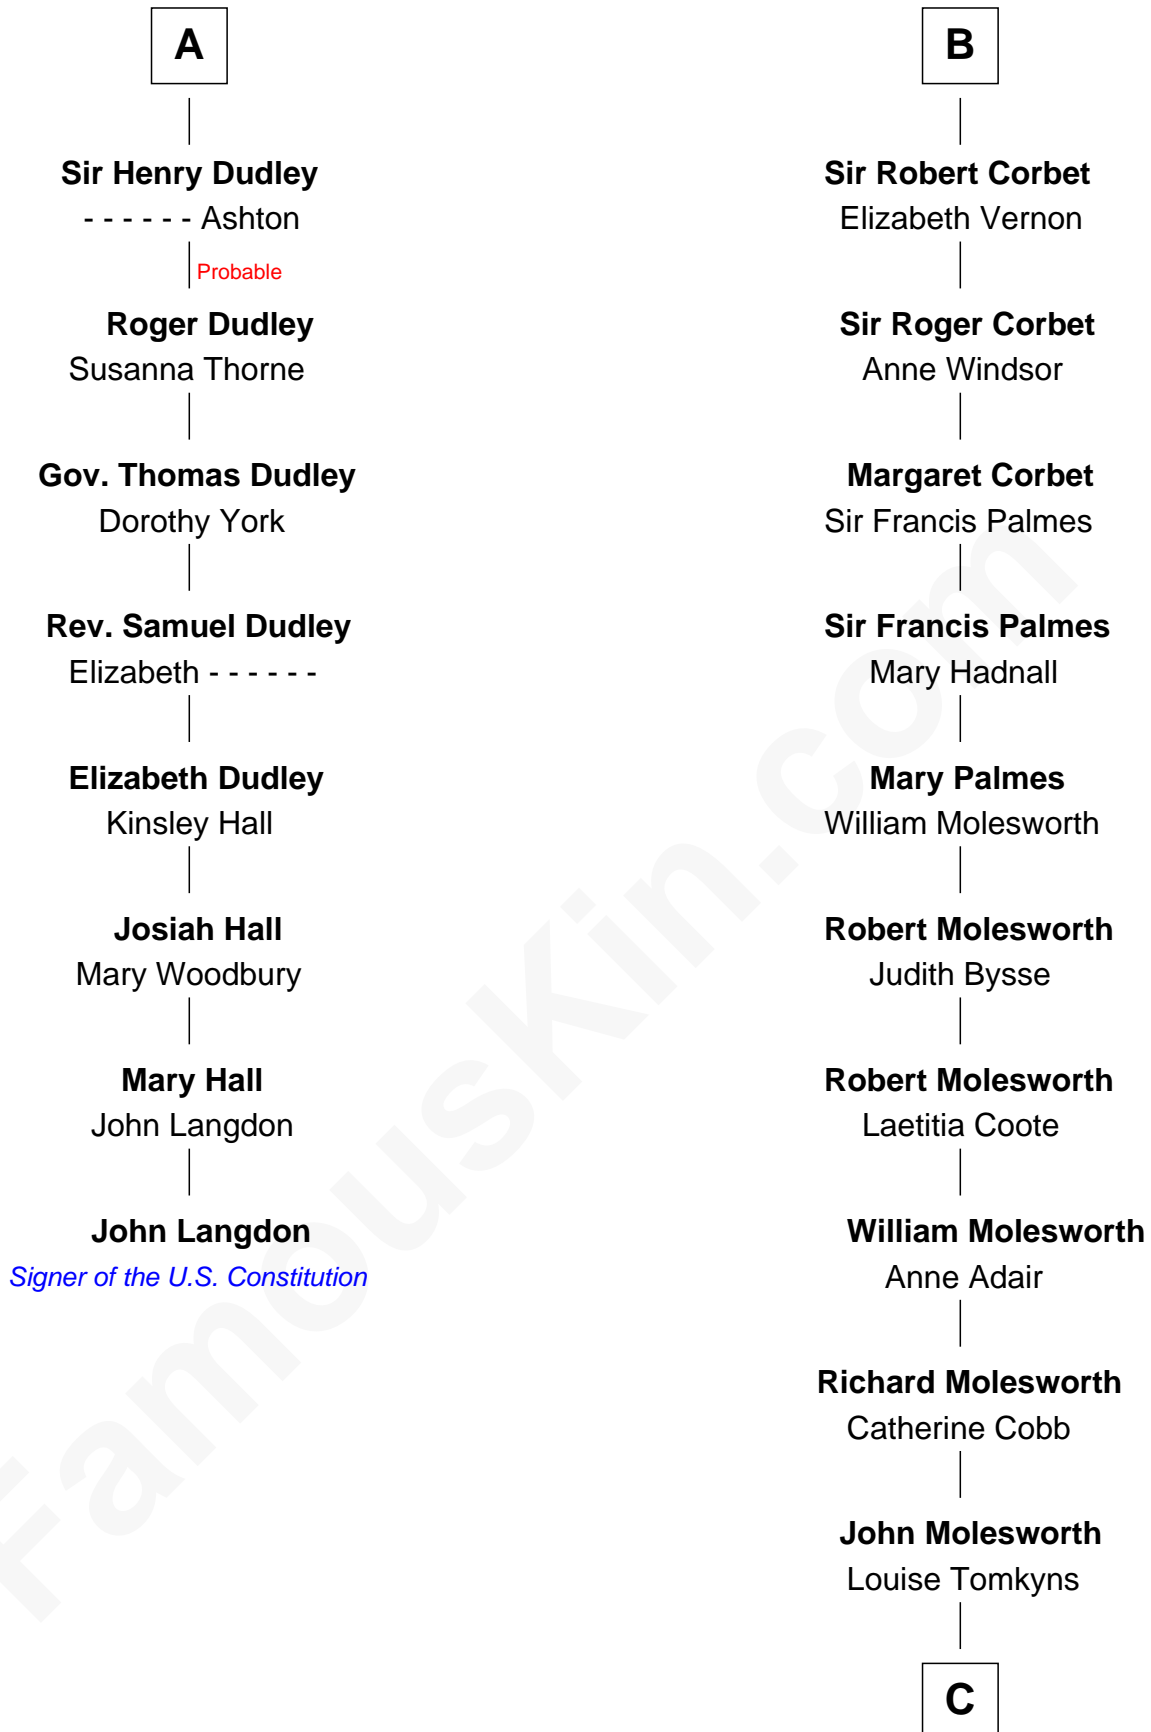 A
Sir Henry Dudley
- - - - - - Ashton
Probable
Roger Dudley
Susanna Thorne
Gov. Thomas Dudley
Dorothy York
Rev. Samuel Dudley
Elizabeth - - - - - -
Elizabeth Dudley
Kinsley Hall
Josiah Hall
Mary Woodbury
Mary Hall
John Langdon
John Langdon
Signer of the U.S. Constitution
B
Sir Robert Corbet
Elizabeth Vernon
Sir Roger Corbet
Anne Windsor
Margaret Corbet
Sir Francis Palmes
Sir Francis Palmes
Mary Hadnall
Mary Palmes
William Molesworth
Robert Molesworth
Judith Bysse
Robert Molesworth
Laetitia Coote
William Molesworth
Anne Adair
Richard Molesworth
Catherine Cobb
John Molesworth
Louise Tomkyns
C
FamousKin.com